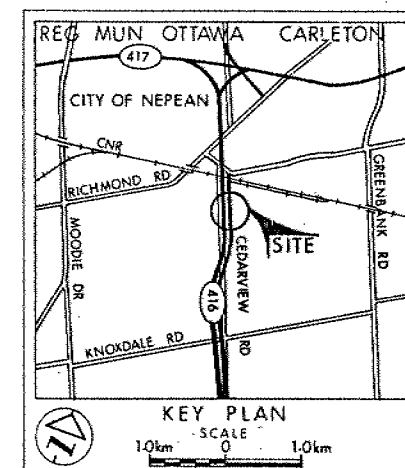 REG MUN OTTAWA CARLETON
417
CITY OF NEPEAN
CNR
RICHMOND RD
GREENBANK RD
MOODIE DR
CEDARVIEW RD
SITE
416
KNOXDALE RD
KEY PLAN
SCALE
1·0km 0 1·0km